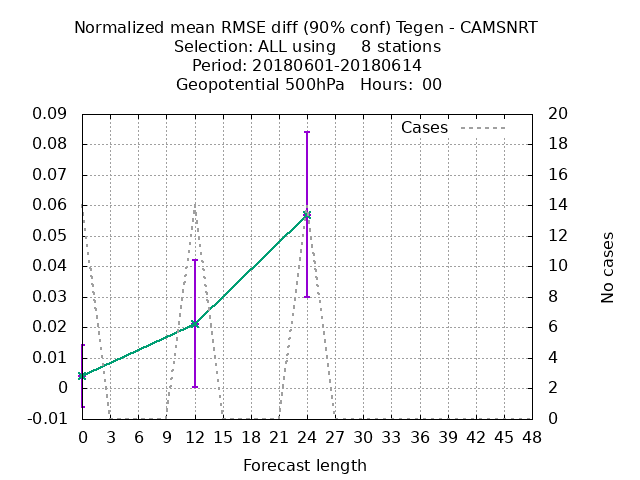 Normalized mean RMSE diff (90% conf) Tegen - CAMSNRT
Selection: ALL using     8 stations
Period: 20180601-20180614
Geopotential 500hPa   Hours:  00
0.09
0.08
0.07
0.06
0.05
0.04
0.03
0.02
0.01
0
-0.01
Cases
20
18
16
14
12
10
8
6
4
2
0
No cases
0 3 6 9 12 15 18 21 24 27 30 33 36 39 42 45 48
Forecast length